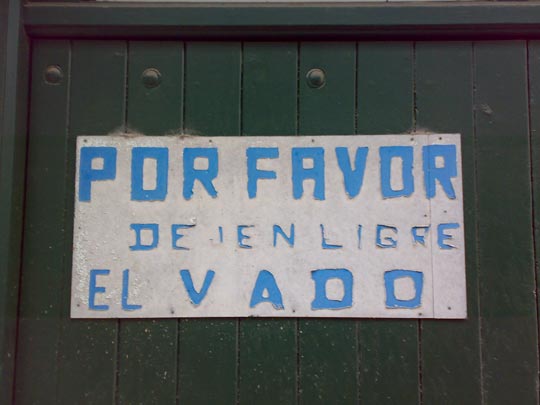 POR FAVOR
DEJEN LIGRE
EL VADO